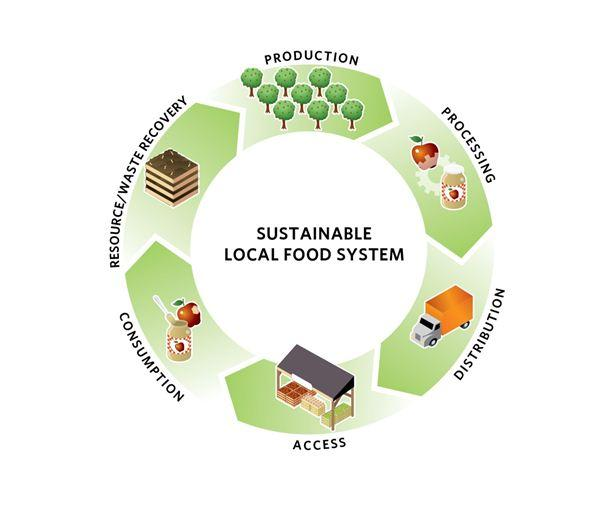 PRODUCTION
PROCESSING
DISTRIBUTION
ACCESS
CONSUMPTION
RESOURCE/WASTE RECOVERY
SUSTAINABLE
LOCAL FOOD SYSTEM